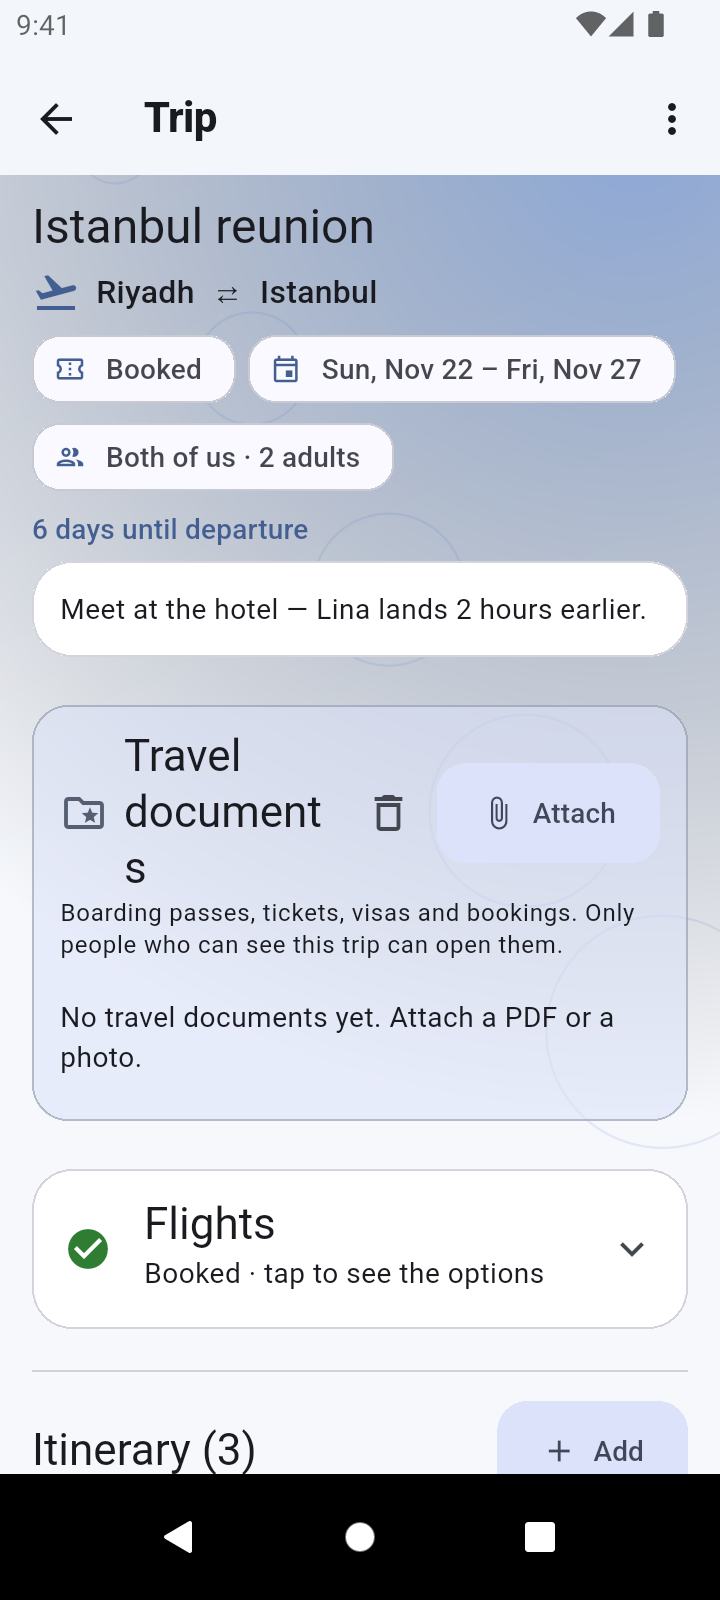 9:41
Trip
Istanbul reunion
Riyadh ⇄ Istanbul
Booked
Sun, Nov 22 – Fri, Nov 27
Both of us · 2 adults
6 days until departure
Meet at the hotel — Lina lands 2 hours earlier.
Travel
document
s
Attach
Boarding passes, tickets, visas and bookings. Only
people who can see this trip can open them.
No travel documents yet. Attach a PDF or a
photo.
Flights
Booked · tap to see the options
Itinerary (3)
Add